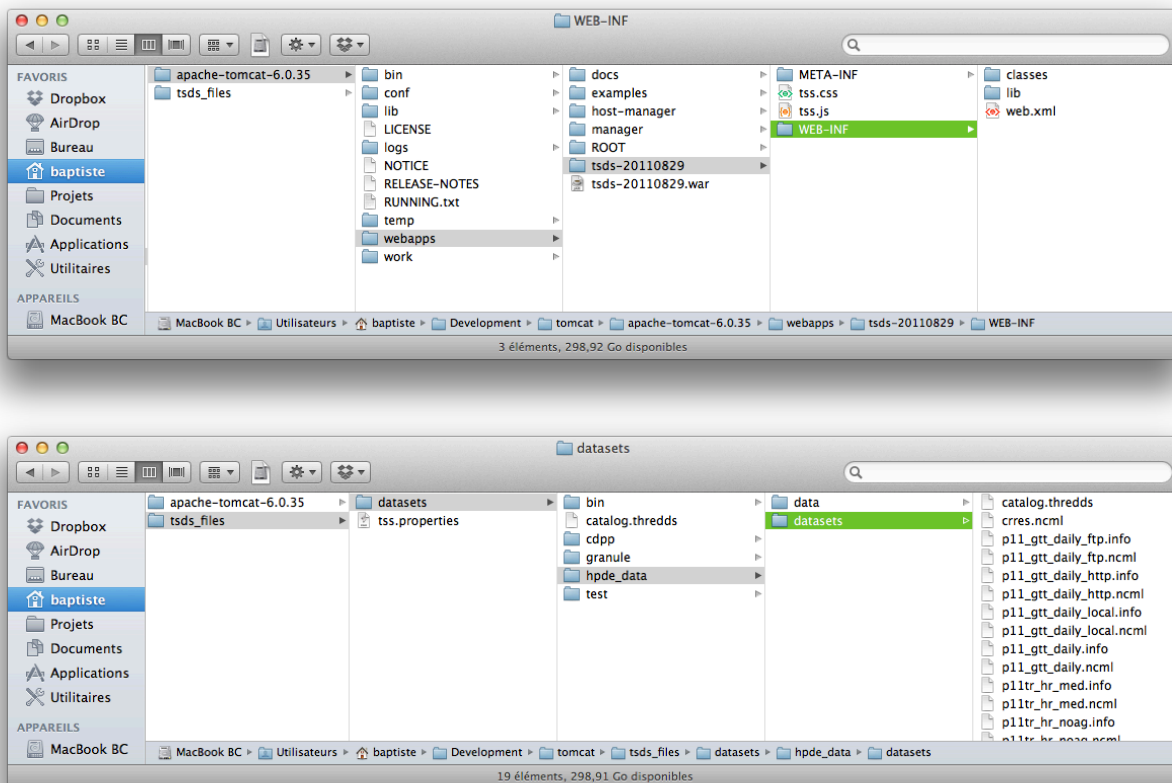 WEB-INF
FAVORIS
Dropbox
AirDrop
Bureau
baptiste
Projets
Documents
Applications
Utilitaires
APPAREILS
MacBook BC
apache-tomcat-6.0.35
tsds_files
bin
conf
lib
LICENSE
logs
NOTICE
RELEASE-NOTES
RUNNING.txt
temp
webapps
work
docs
examples
host-manager
manager
ROOT
tsds-20110829
tsds-20110829.war
META-INF
tss.css
tss.js
WEB-INF
classes
lib
web.xml
MacBook BC Utilisateurs baptiste Development tomcat apache-tomcat-6.0.35 webapps tsds-20110829 WEB-INF
3 éléments, 298,92 Go disponibles
datasets
FAVORIS
Dropbox
AirDrop
Bureau
baptiste
Projets
Documents
Applications
Utilitaires
APPAREILS
MacBook BC
apache-tomcat-6.0.35
tsds_files
datasets
tss.properties
bin
catalog.thredds
cdpp
granule
hpde_data
test
data
datasets
catalog.thredds
crres.ncml
p11_gtt_daily_ftp.info
p11_gtt_daily_ftp.ncml
p11_gtt_daily_http.info
p11_gtt_daily_http.ncml
p11_gtt_daily_local.info
p11_gtt_daily_local.ncml
p11_gtt_daily.info
p11_gtt_daily.ncml
p11tr_hr_med.info
p11tr_hr_med.ncml
p11tr_hr_noag.info
p11tr_hr_noag.ncml
MacBook BC Utilisateurs baptiste Development tomcat tsds_files datasets hpde_data datasets
19 éléments, 298,91 Go disponibles